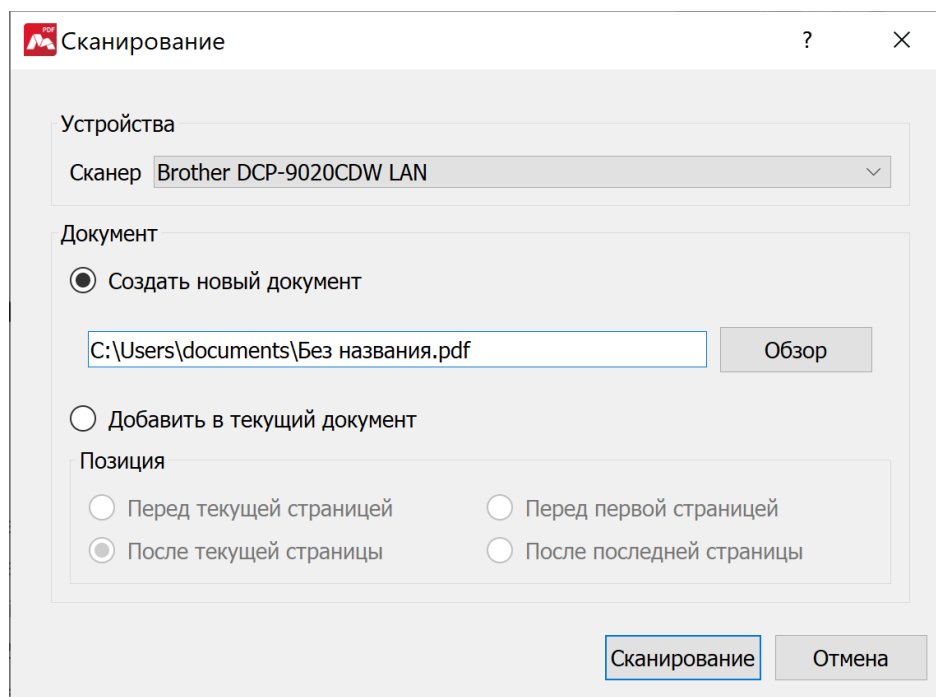 PDF
Сканирование
?
Устройства
Сканер Brother DCP-9020CDW LAN
Документ
Создать новый документ
C:\Users\documents\Без названия.pdf Обзор
Добавить в текущий документ
Позиция
Перед текущей страницей Перед первой страницей
После текущей страницы После последней страницы
Сканирование Отмена